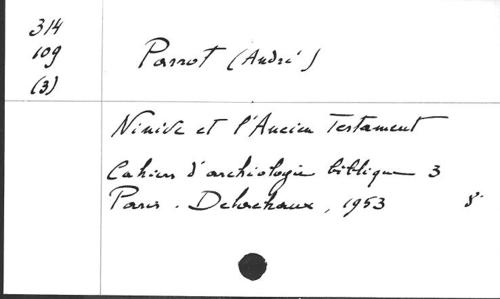 314
109
(3)
Parrot (André)
Ninive et l'Ancien Testament
Cahiers d'archéologie biblique 3
Paris . Delachaux , 1953 8°